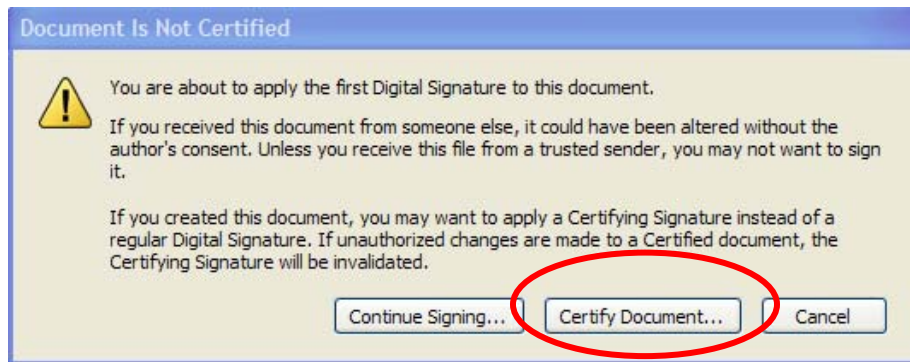 Document Is Not Certified
You are about to apply the first Digital Signature to this document.
If you received this document from someone else, it could have been altered without the
author's consent. Unless you receive this file from a trusted sender, you may not want to sign
it.
If you created this document, you may want to apply a Certifying Signature instead of a
regular Digital Signature. If unauthorized changes are made to a Certified document, the
Certifying Signature will be invalidated.
Continue Signing... Certify Document... Cancel